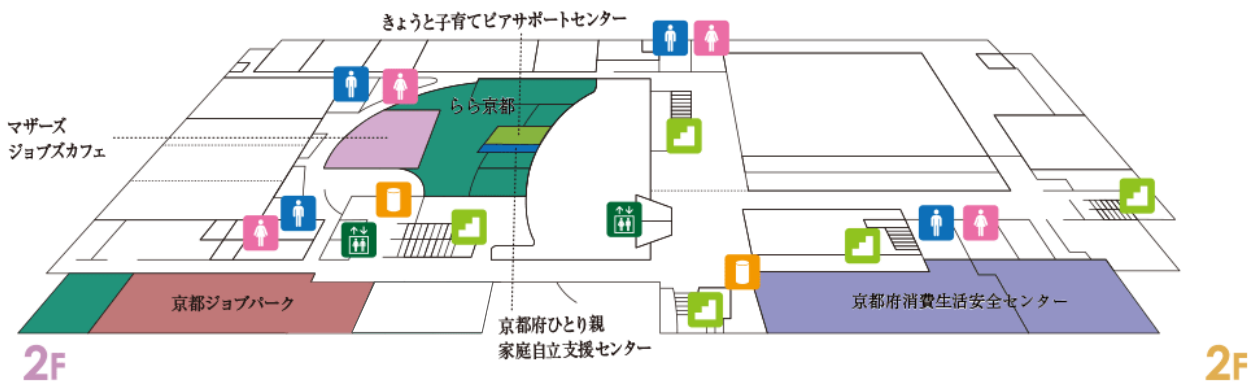 きょうと子育てピアサポートセンター
らら京都
マザーズ
ジョブズカフェ
京都ジョブパーク
京都府消費生活安全センター
京都府ひとり親
家庭自立支援センター
2F
2F